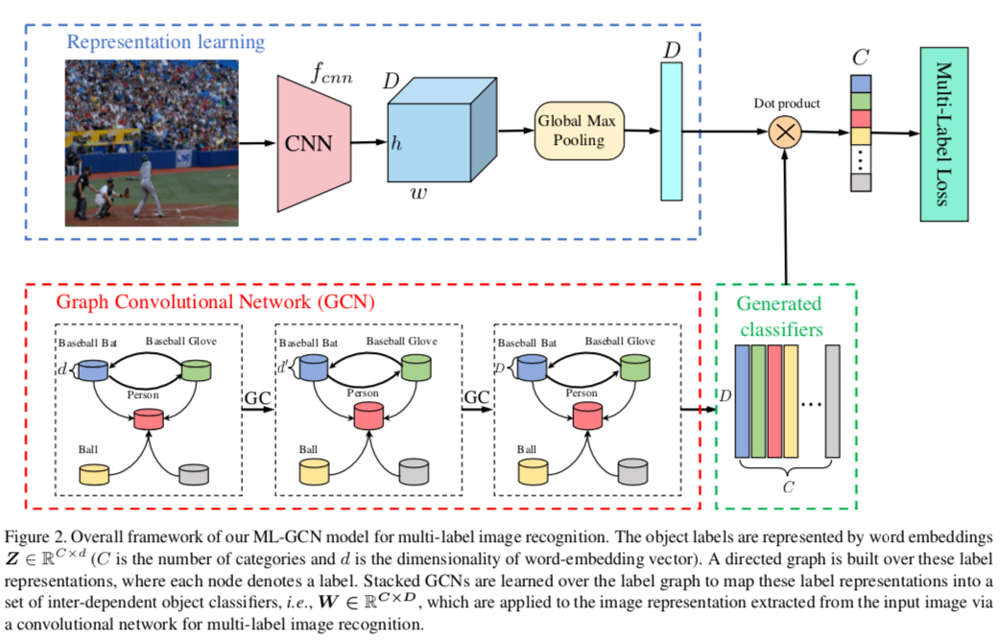 Representation learning
f_{cnn}
CNN
D
h
w
Global Max
Pooling
D
Dot product
C
Multi-Label Loss
Graph Convolutional Network (GCN)
Baseball Bat
Baseball Glove
d
Person
Ball
GC
Baseball Bat
Baseball Glove
d'
Person
Ball
GC
Baseball Bat
Baseball Glove
D
Person
Ball
Generated
classifiers
D
...
C
Figure 2. Overall framework of our ML-GCN model for multi-label image recognition. The object labels are represented by word embeddings
Z ∈ ℝ^{C×d} (C is the number of categories and d is the dimensionality of word-embedding vector). A directed graph is built over these label
representations, where each node denotes a label. Stacked GCNs are learned over the label graph to map these label representations into a
set of inter-dependent object classifiers, i.e., W ∈ ℝ^{C×D}, which are applied to the image representation extracted from the input image via
a convolutional network for multi-label image recognition.